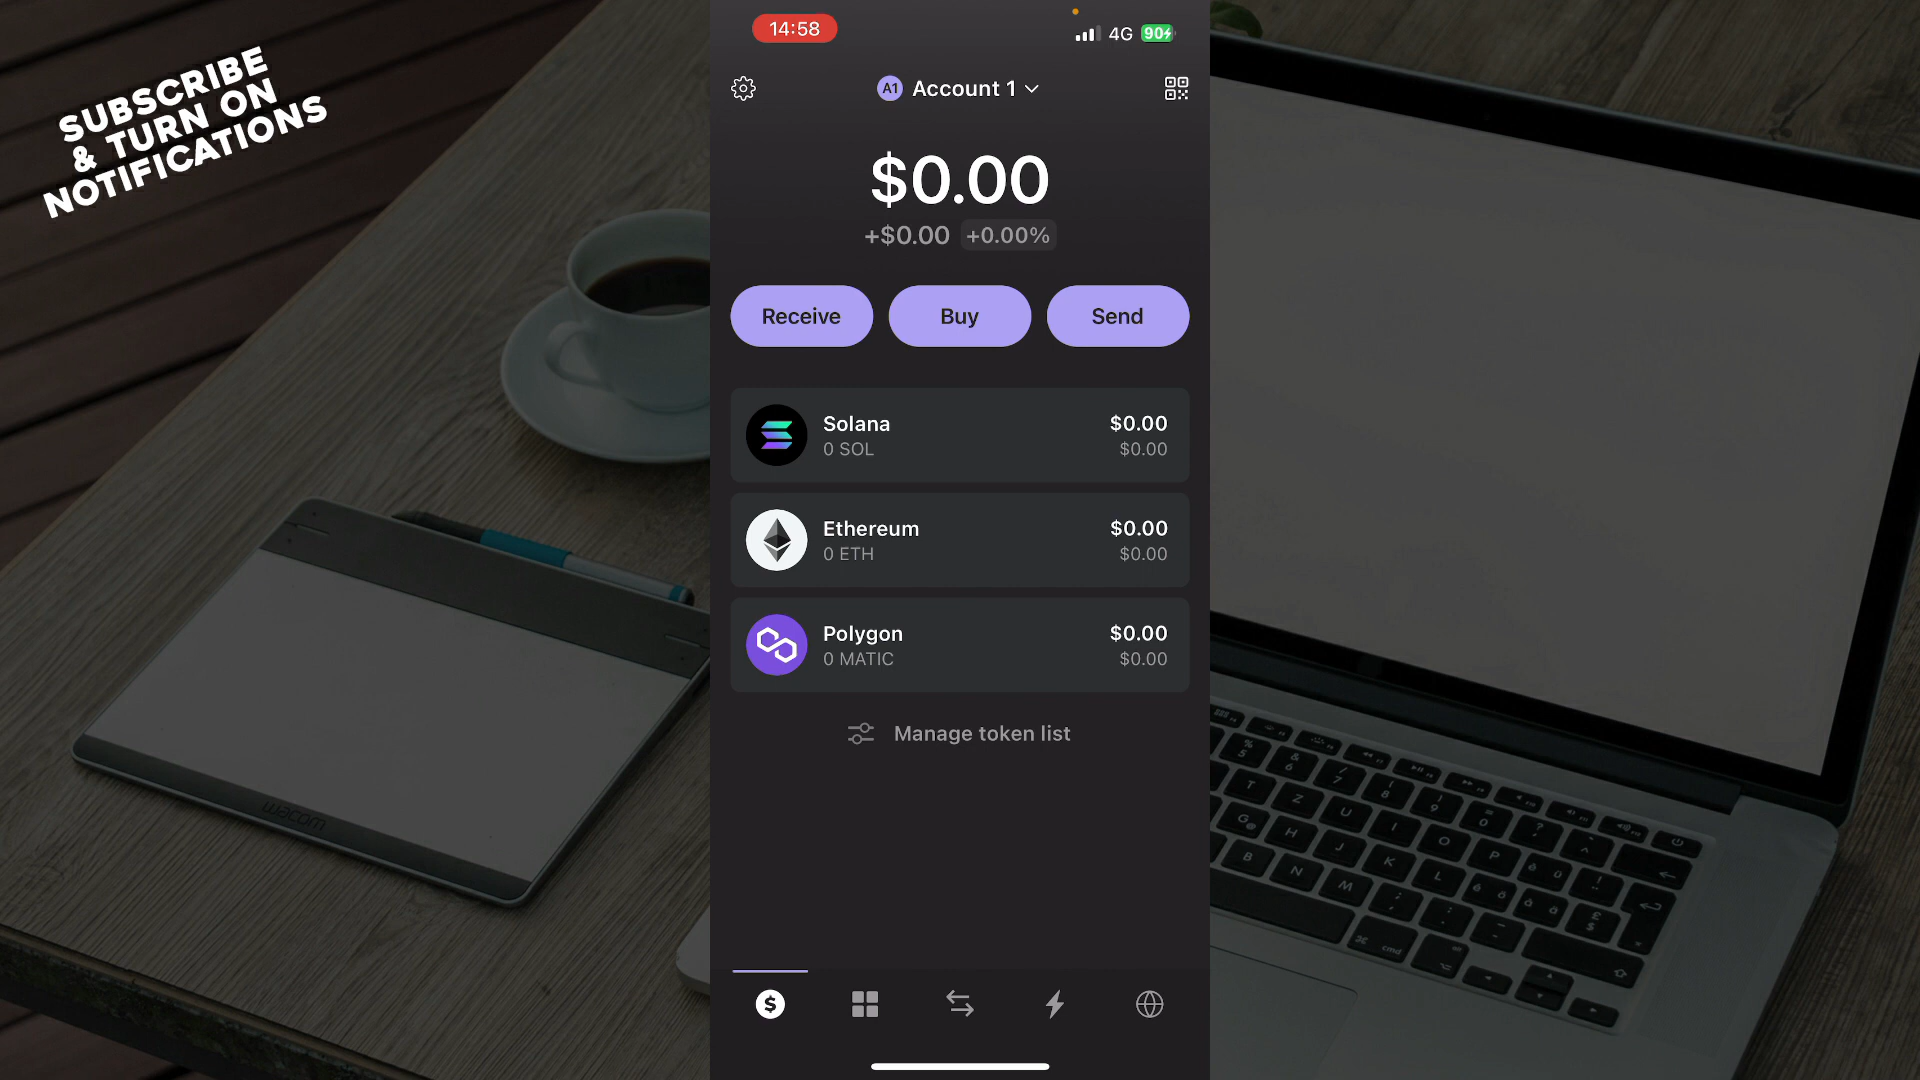 SUBSCRIBE
& TURN ON
NOTIFICATIONS
14:58
4G
90
A1 Account 1
$0.00
+$0.00 +0.00%
Receive
Buy
Send
Solana $0.00
0 SOL $0.00
Ethereum $0.00
0 ETH $0.00
Polygon $0.00
0 MATIC $0.00
Manage token list
wacom